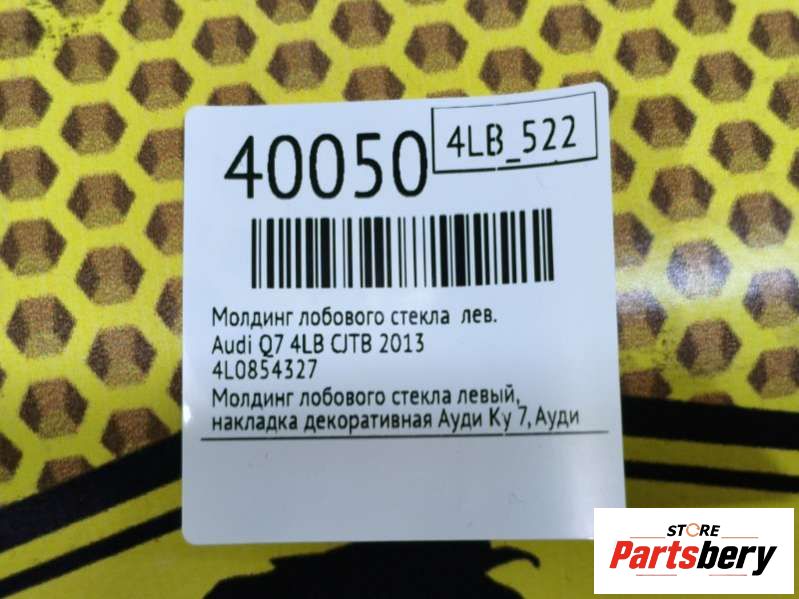 40050
4LB_522
Молдинг лобового стекла лев.
Audi Q7 4LB CJTB 2013
4L0854327
Молдинг лобового стекла левый,
накладка декоративная Ауди Ку 7, Ауди
STORE
Partsbery